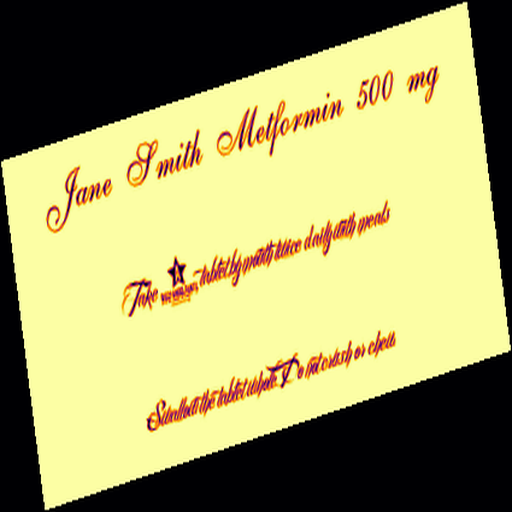 Jane Smith Metformin 500 mg
Take tablet by mouth twice daily with meals
Swallow the tablet whole Do not crush or chew